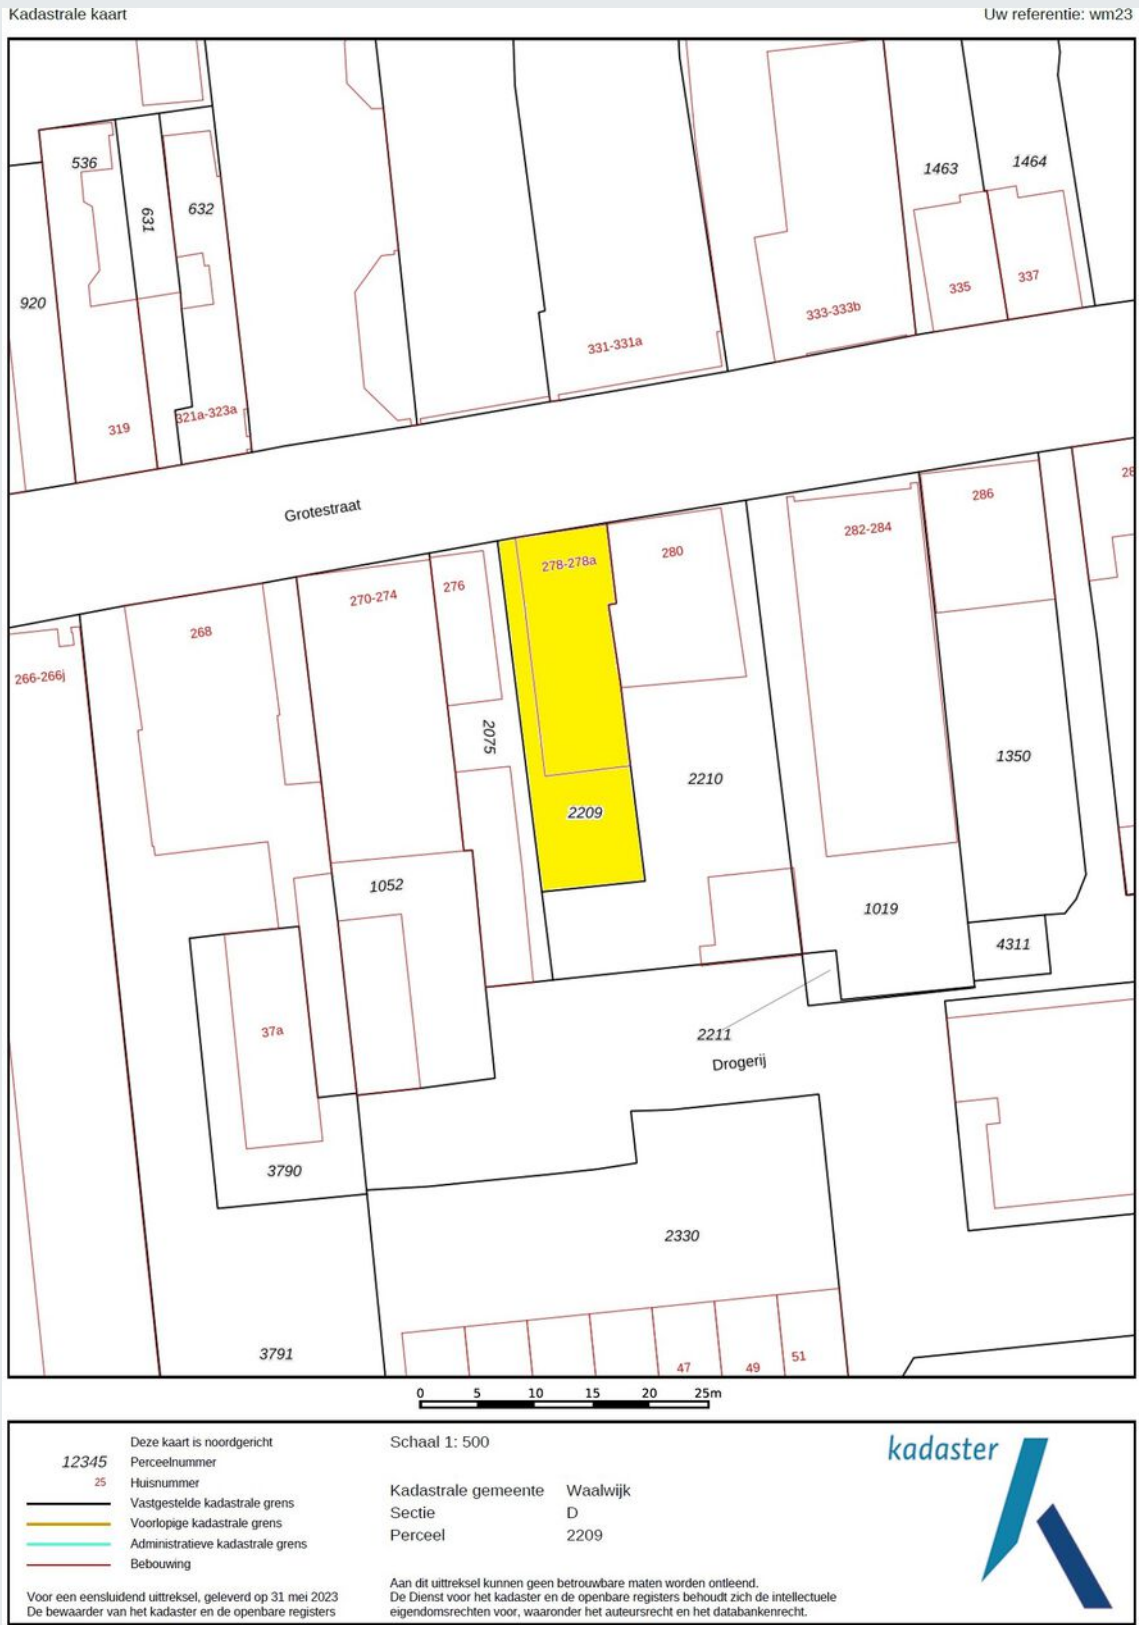 Kadastrale kaart
Uw referentie: wm23
536
631
632
920
319
321a-323a
331-331a
333-333b
1463
1464
335
337
Grotestraat
266-266j
268
270-274
276
278-278a
280
282-284
286
28
2075
2209
2210
1350
1052
1019
4311
37a
2211
Drogerij
3790
2330
3791
47
49
51
0 5 10 15 20 25m
Deze kaart is noordgericht
12345 Perceelnummer
25 Huisnummer
Vastgestelde kadastrale grens
Voorlopige kadastrale grens
Administratieve kadastrale grens
Bebouwing
Voor een eensluidend uittreksel, geleverd op 31 mei 2023
De bewaarder van het kadaster en de openbare registers
Schaal 1: 500
Kadastrale gemeente Waalwijk
Sectie D
Perceel 2209
Aan dit uittreksel kunnen geen betrouwbare maten worden ontleend.
De Dienst voor het kadaster en de openbare registers behoudt zich de intellectuele
eigendomsrechten voor, waaronder het auteursrecht en het databankenrecht.
kadaster